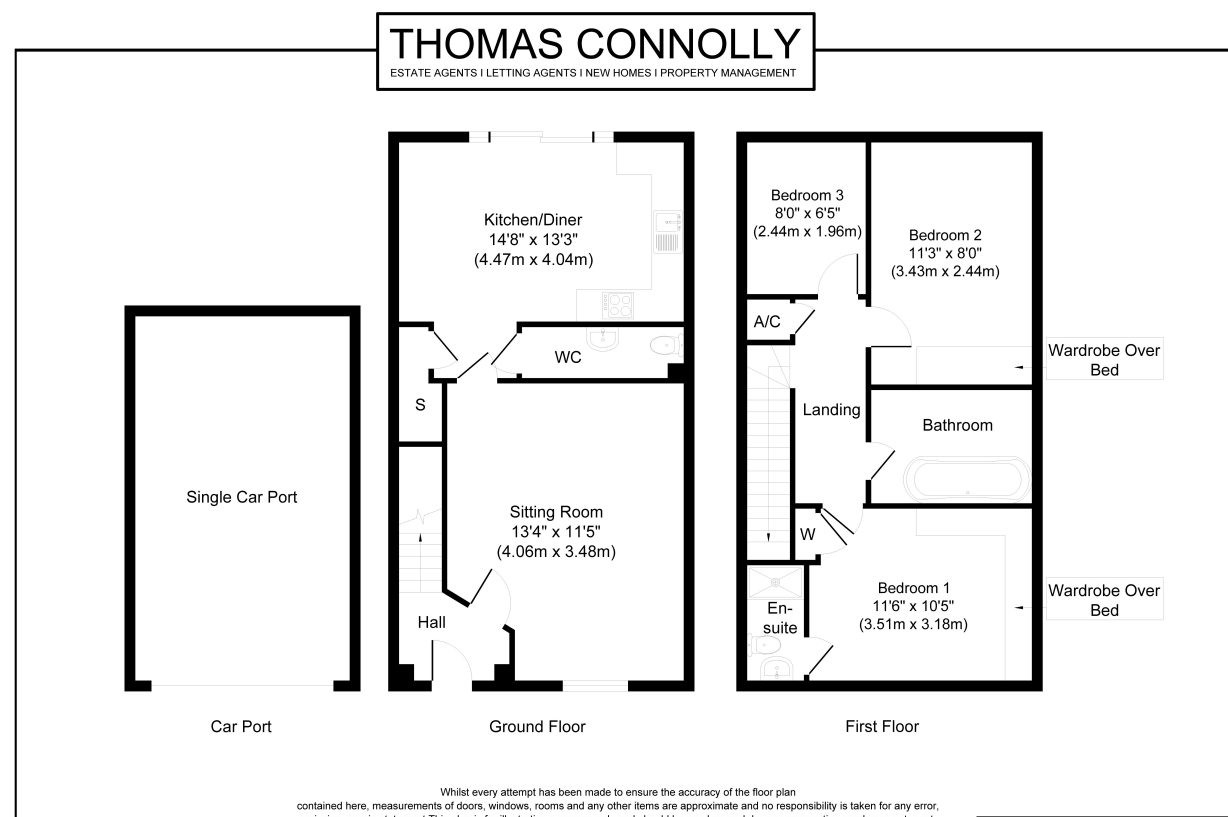 THOMAS CONNOLLY
ESTATE AGENTS I LETTING AGENTS I NEW HOMES I PROPERTY MANAGEMENT
Single Car Port
Car Port
Kitchen/Diner
14'8" x 13'3"
(4.47m x 4.04m)
WC
S
Sitting Room
13'4" x 11'5"
(4.06m x 3.48m)
Hall
Ground Floor
Bedroom 3
8'0" x 6'5"
(2.44m x 1.96m)
Bedroom 2
11'3" x 8'0"
(3.43m x 2.44m)
A/C
Wardrobe Over
Bed
Landing
Bathroom
W
Bedroom 1
11'6" x 10'5"
(3.51m x 3.18m)
Wardrobe Over
Bed
En-
suite
First Floor
Whilst every attempt has been made to ensure the accuracy of the floor plan
contained here, measurements of doors, windows, rooms and any other items are approximate and no responsibility is taken for any error,